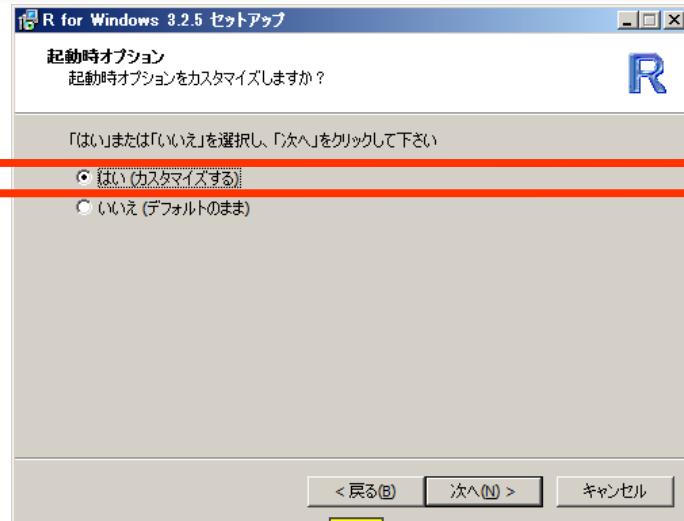 R for Windows 3.2.5 セットアップ
起動時オプション
起動時オプションをカスタマイズしますか？
R
「はい」または「いいえ」を選択し、「次へ」をクリックして下さい
はい (カスタマイズする)
いいえ (デフォルトのまま)
< 戻る(B) 次へ(N) > キャンセル